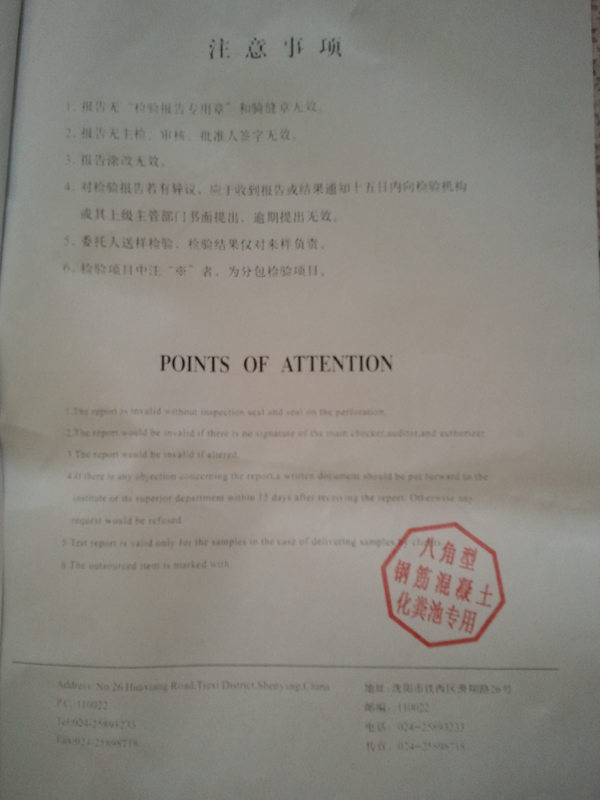 注意事项
1. 报告无“检验报告专用章”和骑缝章无效。
2. 报告无主检、审核、批准人签字无效。
3. 报告涂改无效。
4. 对检验报告若有异议，应于收到报告或结果通知十五日内向检验机构
或其上级主管部门书面提出，逾期提出无效。
5. 委托人送样检验，检验结果仅对来样负责。
6. 检验项目中注“※”者，为分包检验项目。
POINTS OF ATTENTION
1.The report is invalid without inspection seal and seal on the perforation.
2.The report would be invalid if there is no signature of the main checker,auditor,and authorizer.
3.The report would be invalid if altered.
4.If there is any objection concerning the report,a written document should be put forward to the
institute or its superior department within 15 days after receiving the report. Otherwise any
request would be refused.
5.Test report is valid only for the samples in the case of delivering samples by
6.The outsourced item is marked with
八角型
钢筋混凝土
化粪池专用
Address: No.26 Huaxiang Road,Tiexi District,Shenyang,China
P.C: 110022
Tel:024-25893233
Fax:024-25898718
地址: 沈阳市铁西区滑翔路26号
邮编: 110022
电话: 024-25893233
传真: 024-25898718